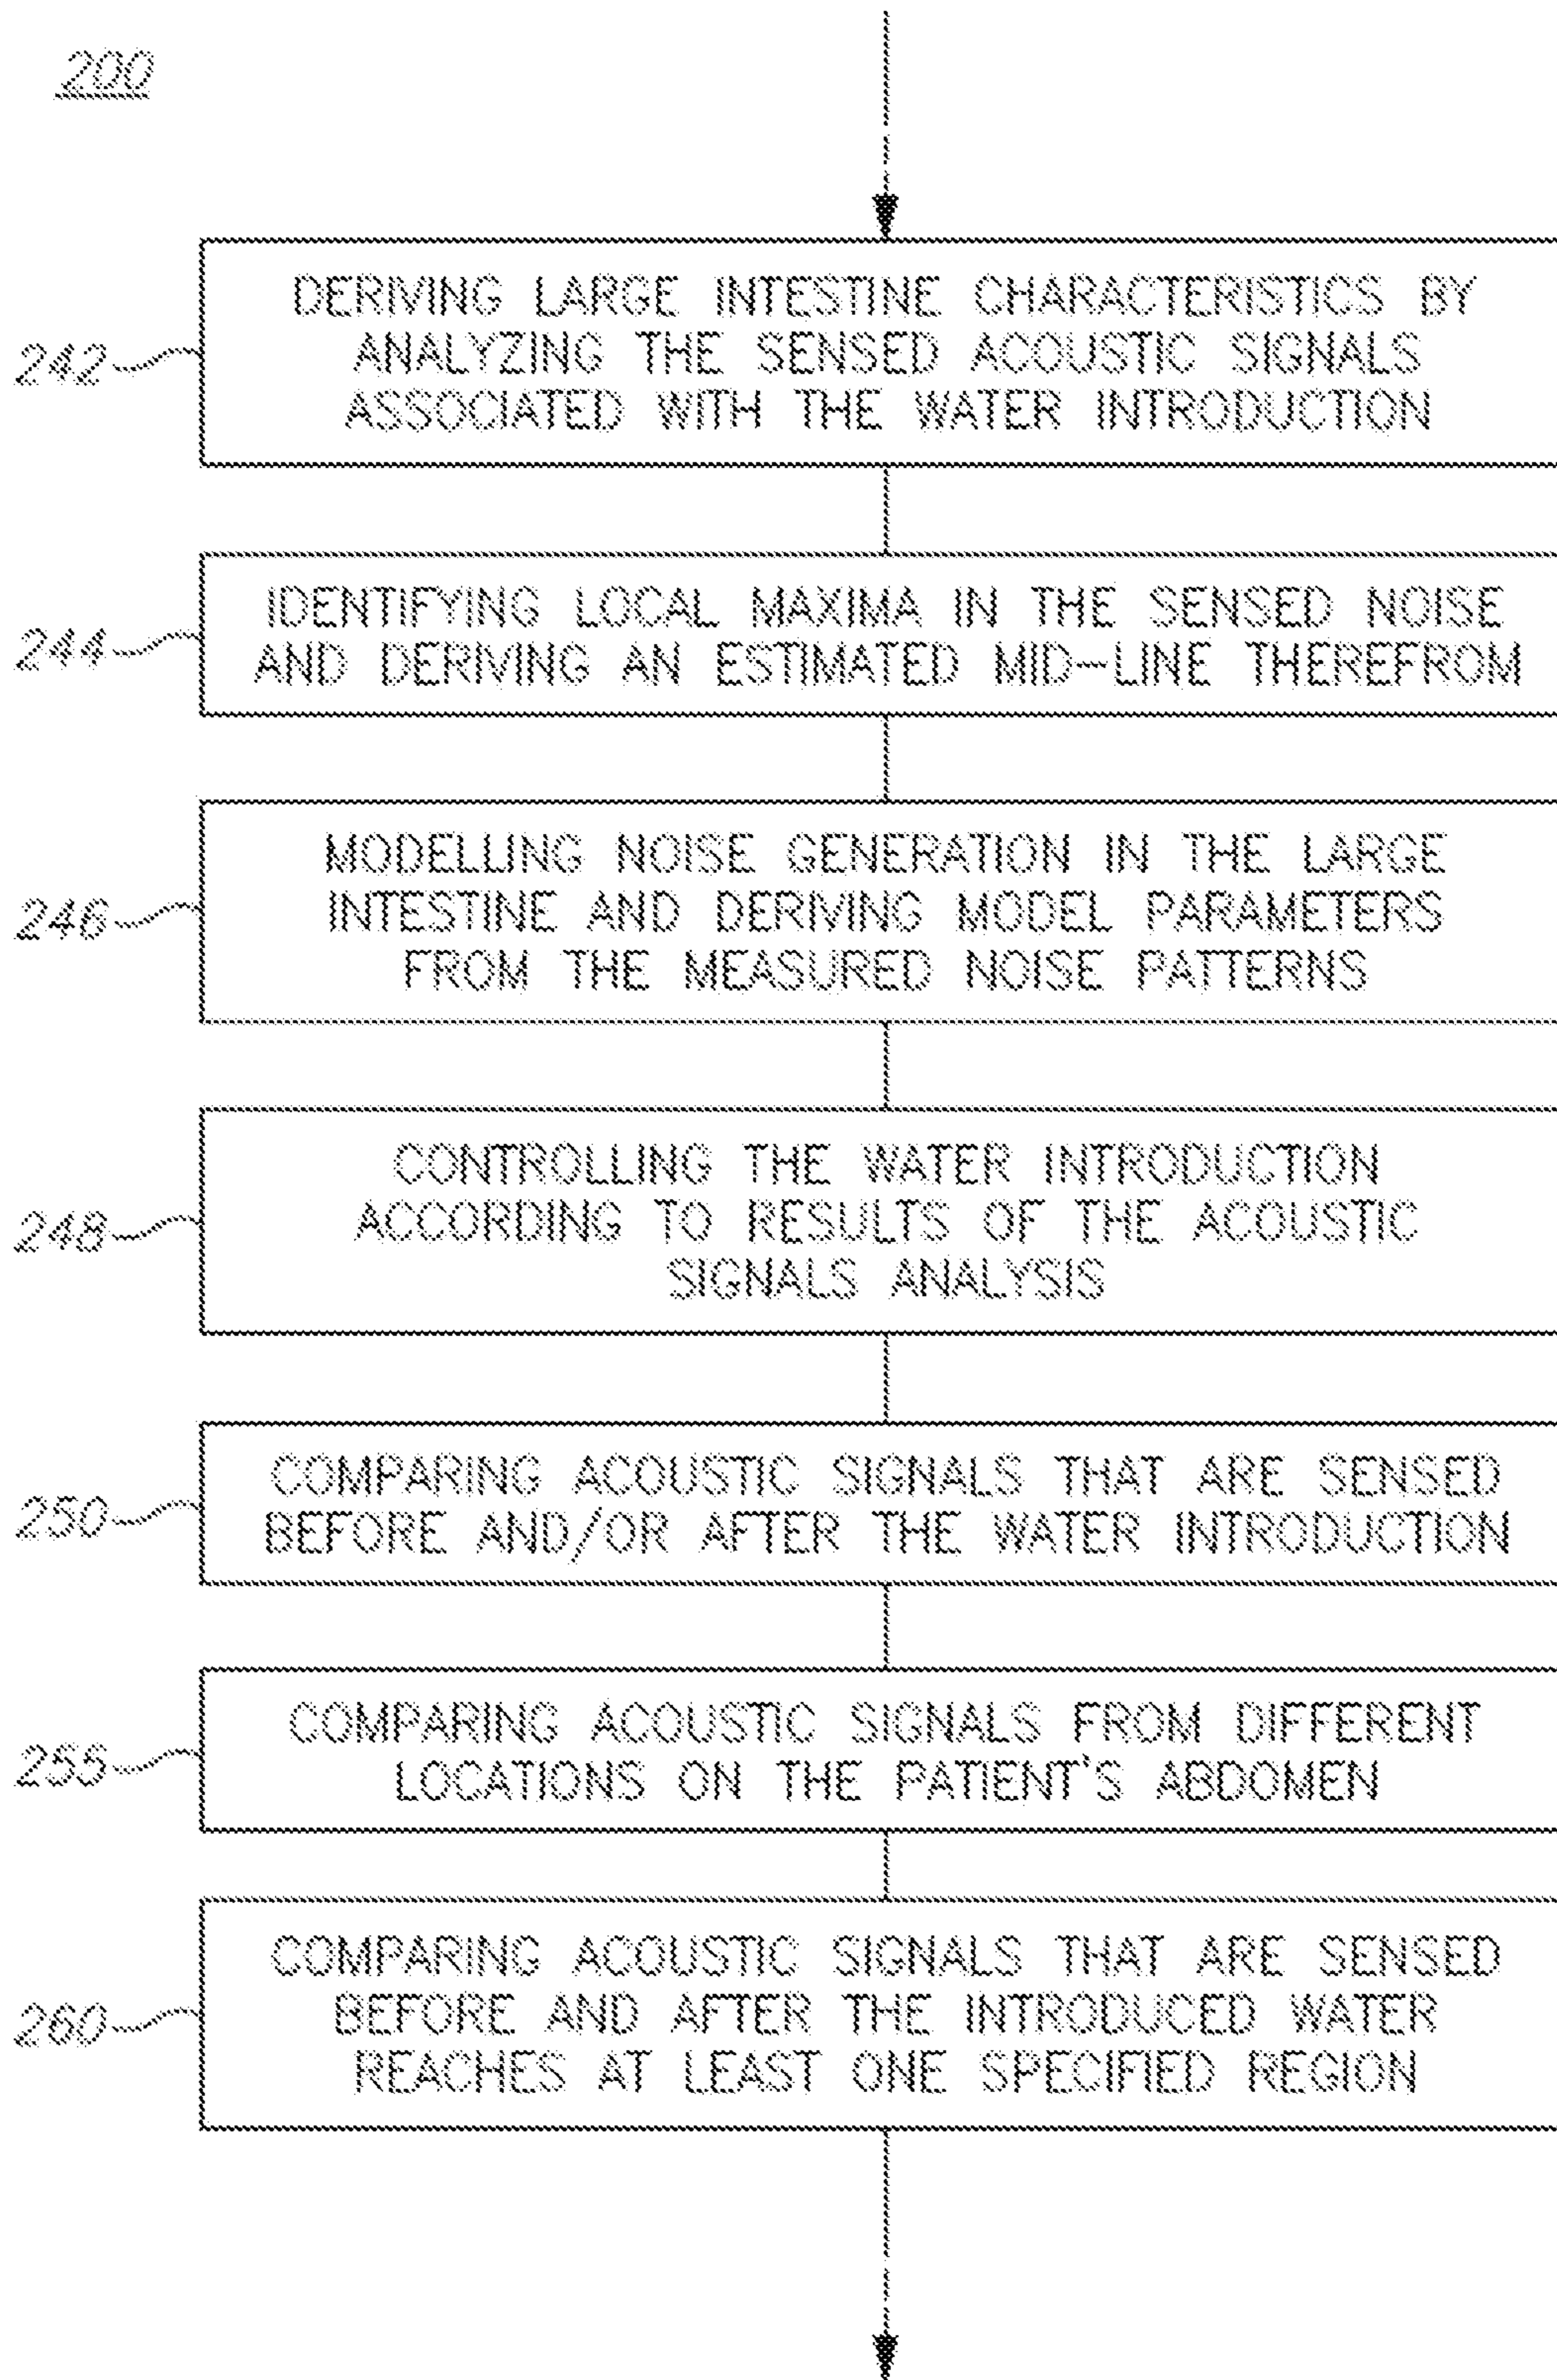 200
242
DERIVING LARGE INTESTINE CHARACTERISTICS BY
ANALYZING THE SENSED ACOUSTIC SIGNALS
ASSOCIATED WITH THE WATER INTRODUCTION
244
IDENTIFYING LOCAL MAXIMA IN THE SENSED NOISE
AND DERIVING AN ESTIMATED MID-LINE THEREFROM
246
MODELLING NOISE GENERATION IN THE LARGE
INTESTINE AND DERIVING MODEL PARAMETERS
FROM THE MEASURED NOISE PATTERNS
248
CONTROLLING THE WATER INTRODUCTION
ACCORDING TO RESULTS OF THE ACOUSTIC
SIGNALS ANALYSIS
250
COMPARING ACOUSTIC SIGNALS THAT ARE SENSED
BEFORE AND/OR AFTER THE WATER INTRODUCTION
255
COMPARING ACOUSTIC SIGNALS FROM DIFFERENT
LOCATIONS ON THE PATIENT'S ABDOMEN
260
COMPARING ACOUSTIC SIGNALS THAT ARE SENSED
BEFORE AND AFTER THE INTRODUCED WATER
REACHES AT LEAST ONE SPECIFIED REGION